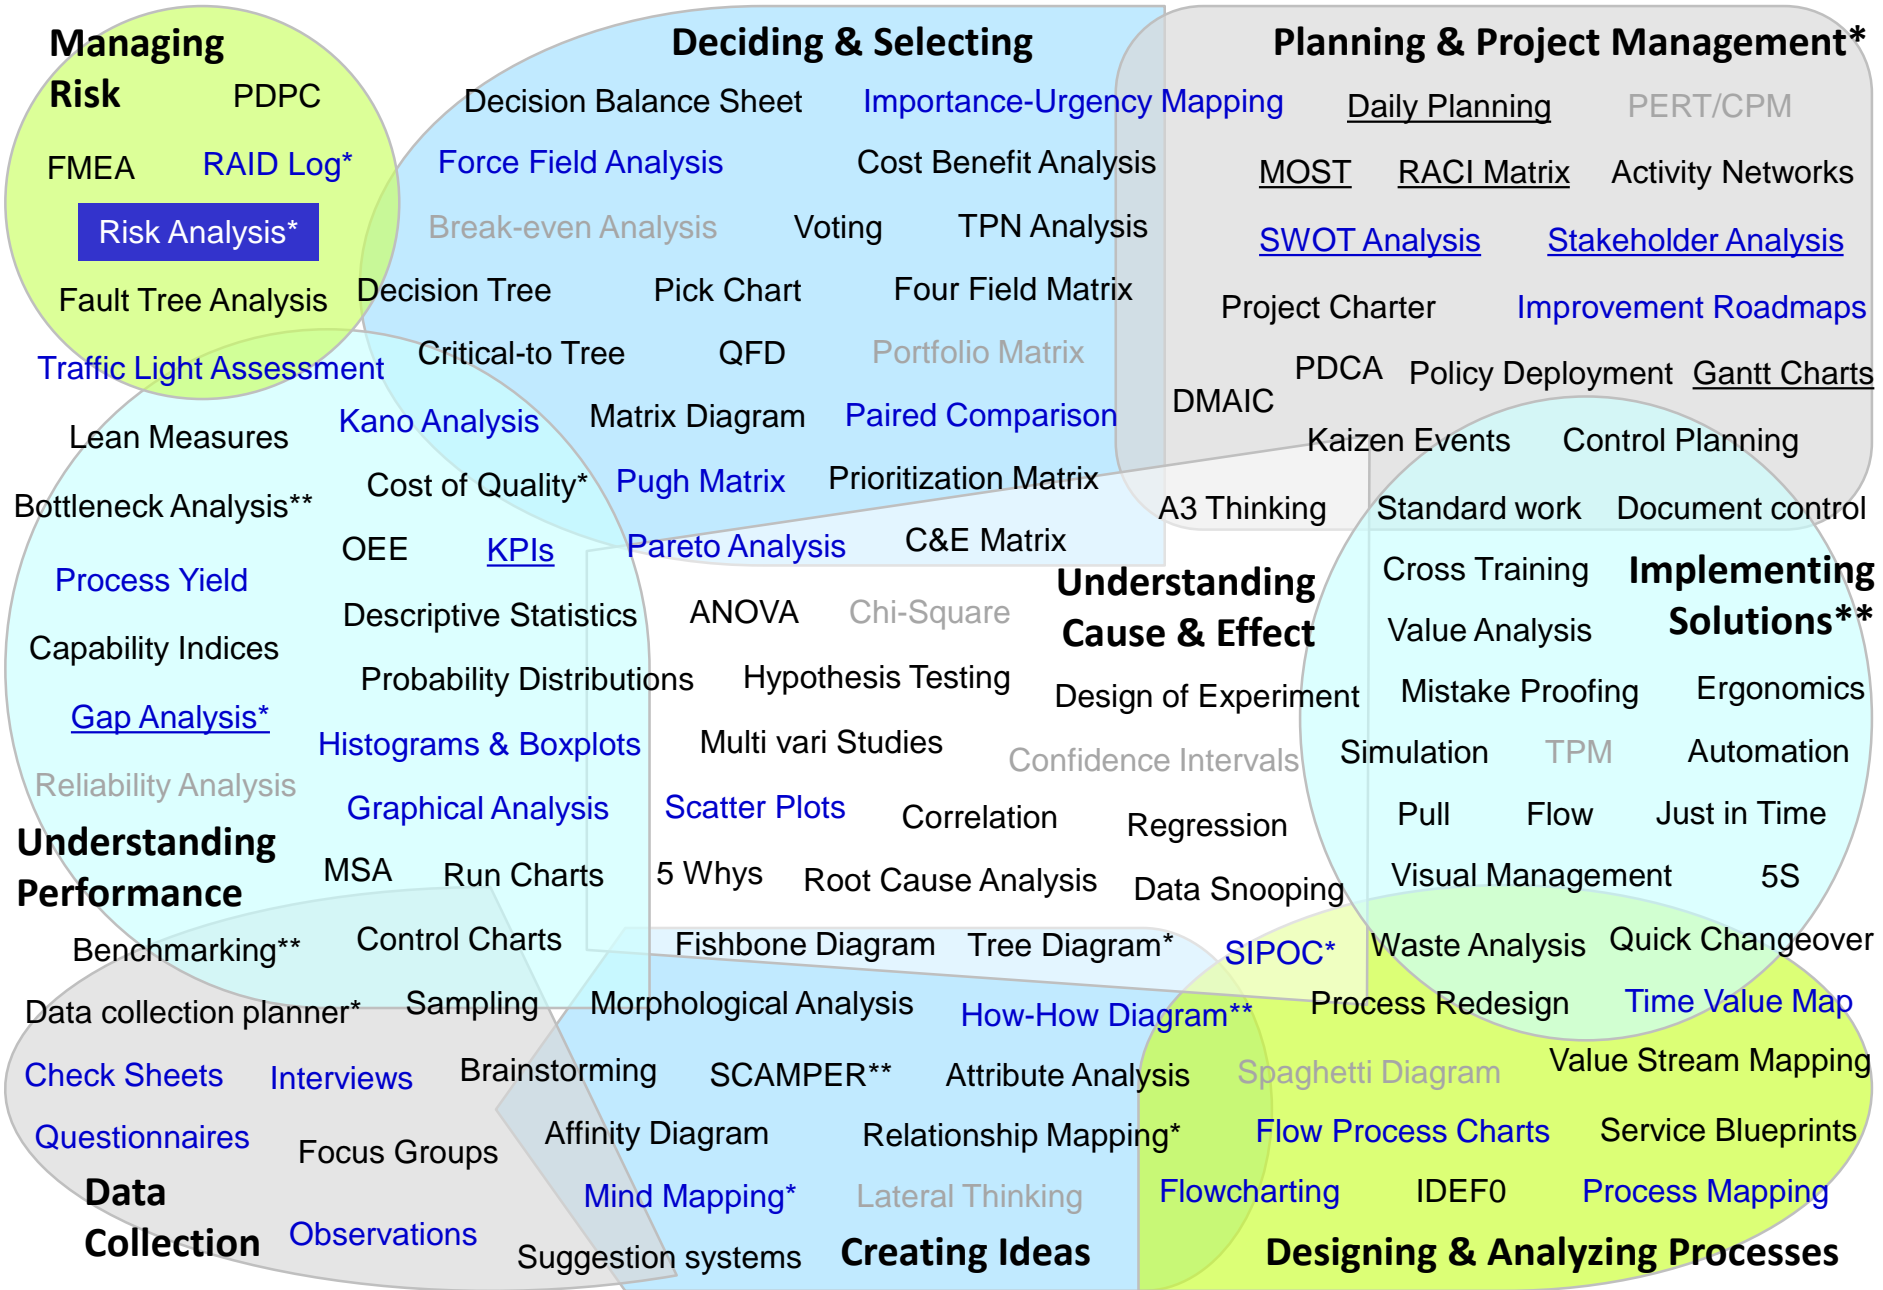 Managing
Risk
PDPC
FMEA
RAID Log*
Risk Analysis*
Fault Tree Analysis
Traffic Light Assessment
Deciding & Selecting
Decision Balance Sheet
Importance-Urgency Mapping
Force Field Analysis
Cost Benefit Analysis
Break-even Analysis
Voting
TPN Analysis
Decision Tree
Pick Chart
Four Field Matrix
Critical-to Tree
QFD
Portfolio Matrix
Kano Analysis
Matrix Diagram
Paired Comparison
Cost of Quality*
Pugh Matrix
Prioritization Matrix
Pareto Analysis
C&E Matrix
Planning & Project Management*
Daily Planning
PERT/CPM
MOST
RACI Matrix
Activity Networks
SWOT Analysis
Stakeholder Analysis
Project Charter
Improvement Roadmaps
PDCA
Policy Deployment
Gantt Charts
DMAIC
Kaizen Events
Control Planning
A3 Thinking
Standard work
Document control
Lean Measures
Bottleneck Analysis**
OEE
KPIs
Process Yield
Descriptive Statistics
Capability Indices
Probability Distributions
Gap Analysis*
Histograms & Boxplots
Reliability Analysis
Graphical Analysis
Understanding
Performance
MSA
Run Charts
Benchmarking**
Control Charts
Understanding
Cause & Effect
ANOVA
Chi-Square
Hypothesis Testing
Design of Experiment
Multi vari Studies
Confidence Intervals
Scatter Plots
Correlation
Regression
5 Whys
Root Cause Analysis
Data Snooping
Fishbone Diagram
Tree Diagram*
SIPOC*
Implementing
Solutions**
Cross Training
Value Analysis
Mistake Proofing
Ergonomics
Simulation
TPM
Automation
Pull
Flow
Just in Time
Visual Management
5S
Waste Analysis
Quick Changeover
Process Redesign
Time Value Map
Data collection planner*
Sampling
Check Sheets
Interviews
Questionnaires
Focus Groups
Data
Collection
Observations
Morphological Analysis
How-How Diagram**
Brainstorming
SCAMPER**
Attribute Analysis
Affinity Diagram
Relationship Mapping*
Mind Mapping*
Lateral Thinking
Suggestion systems
Creating Ideas
Spaghetti Diagram
Value Stream Mapping
Flow Process Charts
Service Blueprints
Flowcharting
IDEF0
Process Mapping
Designing & Analyzing Processes